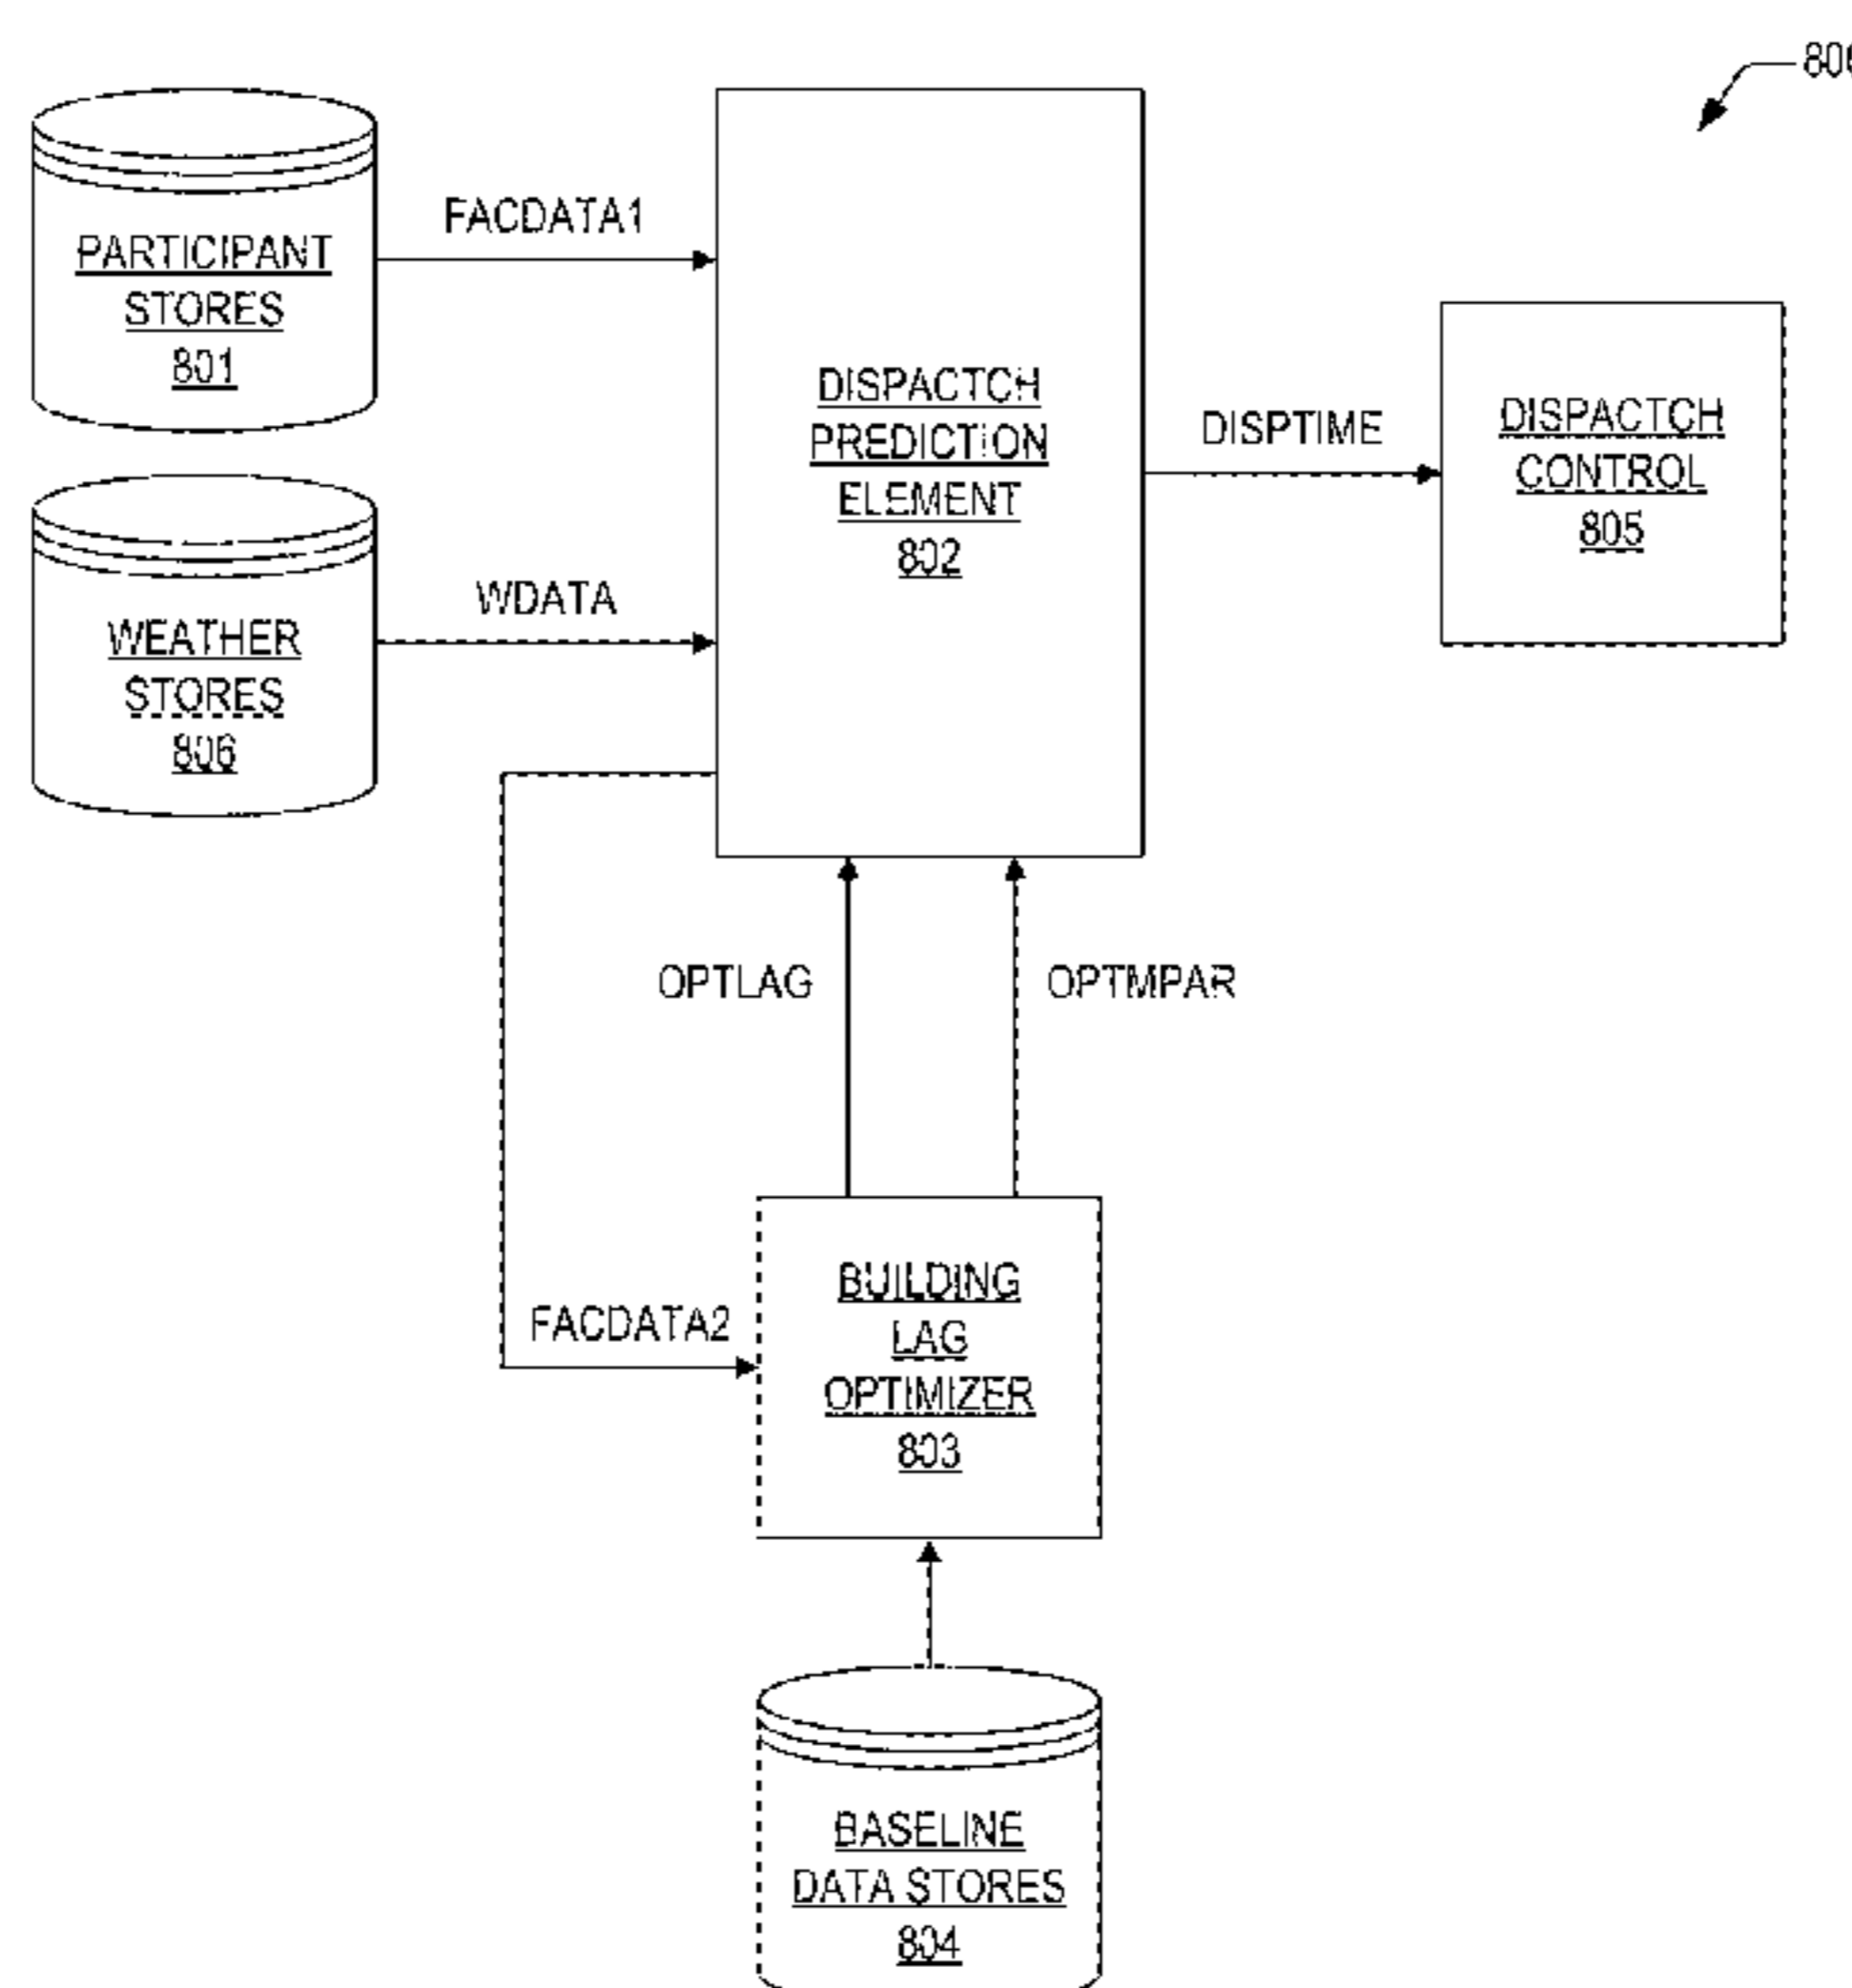 PARTICIPANT
STORES
801
FACDATA1
DISPACTCH
PREDICTION
ELEMENT
802
DISPTIME
DISPACTCH
CONTROL
805
WEATHER
STORES
806
WDATA
OPTLAG
OPTMPAR
FACDATA2
BUILDING
LAG
OPTIMIZER
803
BASELINE
DATA STORES
804